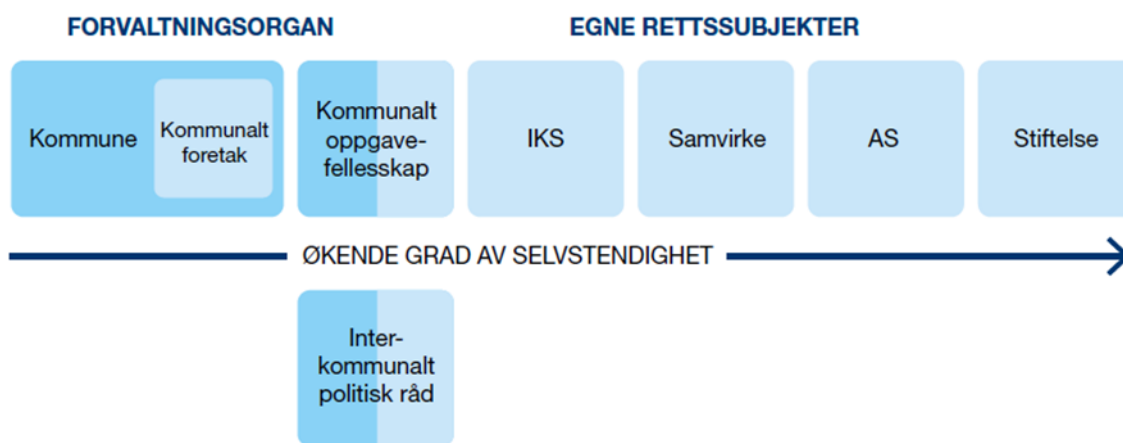 FORVALTNINGSORGAN
EGNE RETTSSUBJEKTER
Kommune
Kommunalt
foretak
Kommunalt
oppgave-
fellesskap
IKS
Samvirke
AS
Stiftelse
ØKENDE GRAD AV SELVSTENDIGHET
Inter-
kommunalt
politisk råd